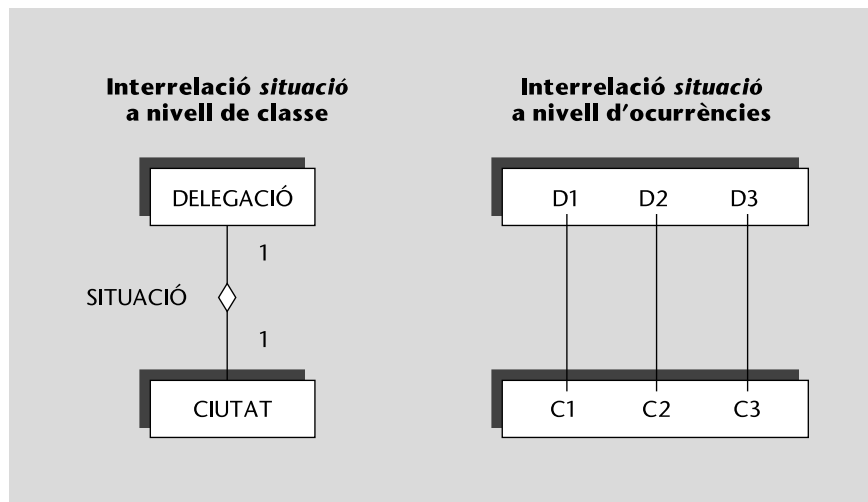 Interrelació situació
a nivell de classe
DELEGACIÓ
1
SITUACIÓ
1
CIUTAT
Interrelació situació
a nivell d'ocurrències
D1 D2 D3
C1 C2 C3